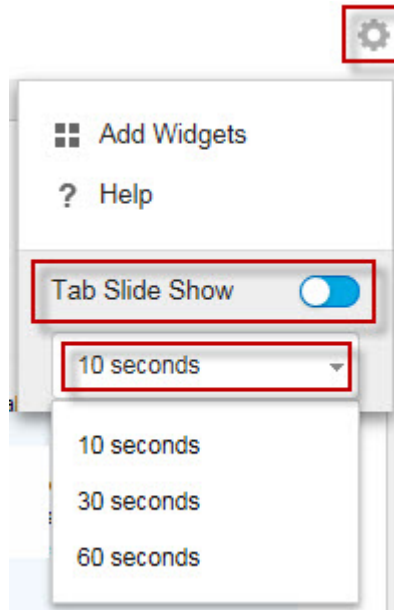 Add Widgets
? Help
Tab Slide Show
10 seconds
10 seconds
30 seconds
60 seconds